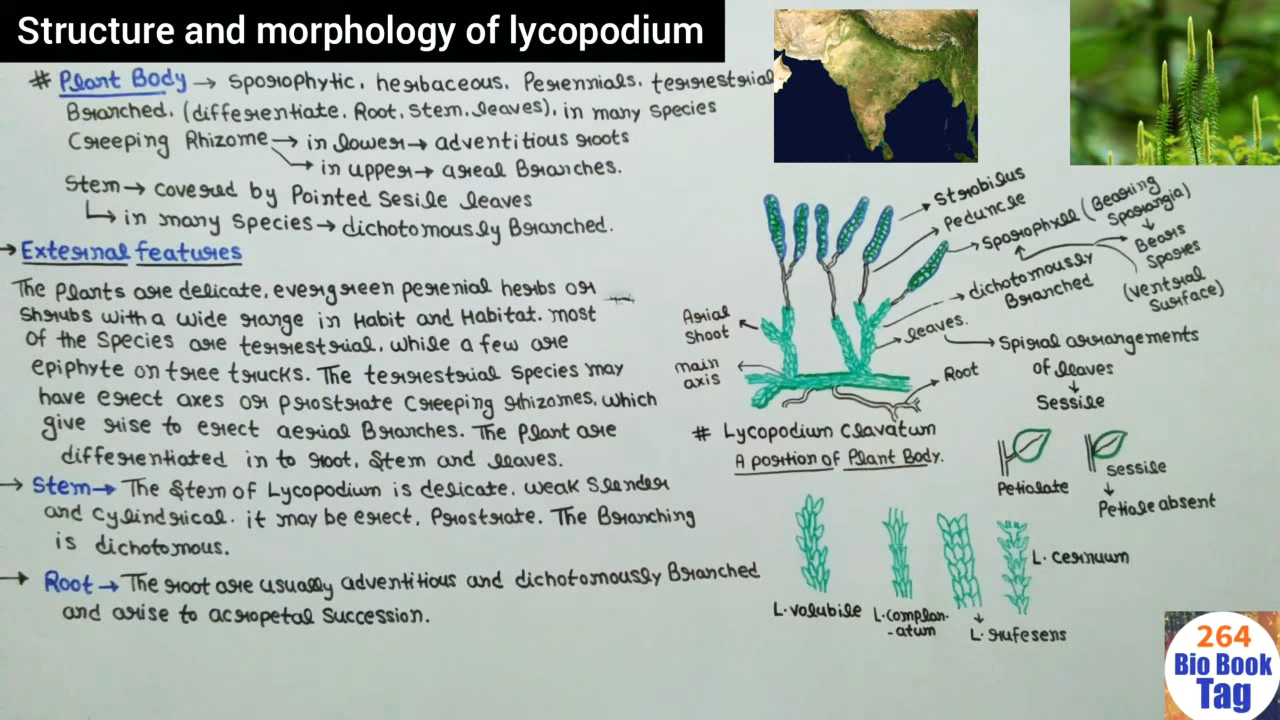 Structure and morphology of lycopodium
# Plant Body → Sporophytic, herbaceous, Perennials, terrestrial
Branched, (differentiate, Root, Stem, leaves), in many Species
Creeping Rhizome → in lower → adventitious roots
→ in upper → areal Branches.
Stem → covered by Pointed Sesile leaves
↳ in many species → dichotomously Branched.
→ External features
The Plants are delicate, evergreen perenial herbs or
Shrubs with a wide range in Habit and Habitat. most
of the Species are terrestrial, while a few are
epiphyte on tree trucks. The terrestrial Species may
have erect axes or prostrate creeping rhizomes, which
give rise to erect aerial Branches. The Plant are
differentiated in to root, Stem and leaves.
→ Stem → The Stem of Lycopodium is delicate, weak Slender
and cylindrical. it may be erect, Prostrate. The Branching
is dichotomous.
→ Root → The root are usually adventitious and dichotomously Branched
and arise to acropetal Succession.
Strobilus
Peduncle
Sporophyll (Bearing
Sporangia)
Bears
Spores
(ventral
Surface)
dichotomously
Branched
leaves.
Spiral arrangements
of leaves
Sessile
Arial
Shoot
main
axis
Root
# Lycopodium Clavatum
A position of Plant Body.
Petiolate
Sessile
Petiole absent
L. volubile
L. complan-
-atum
L. rufesens
L. cernuum
264
Bio Book
Tag